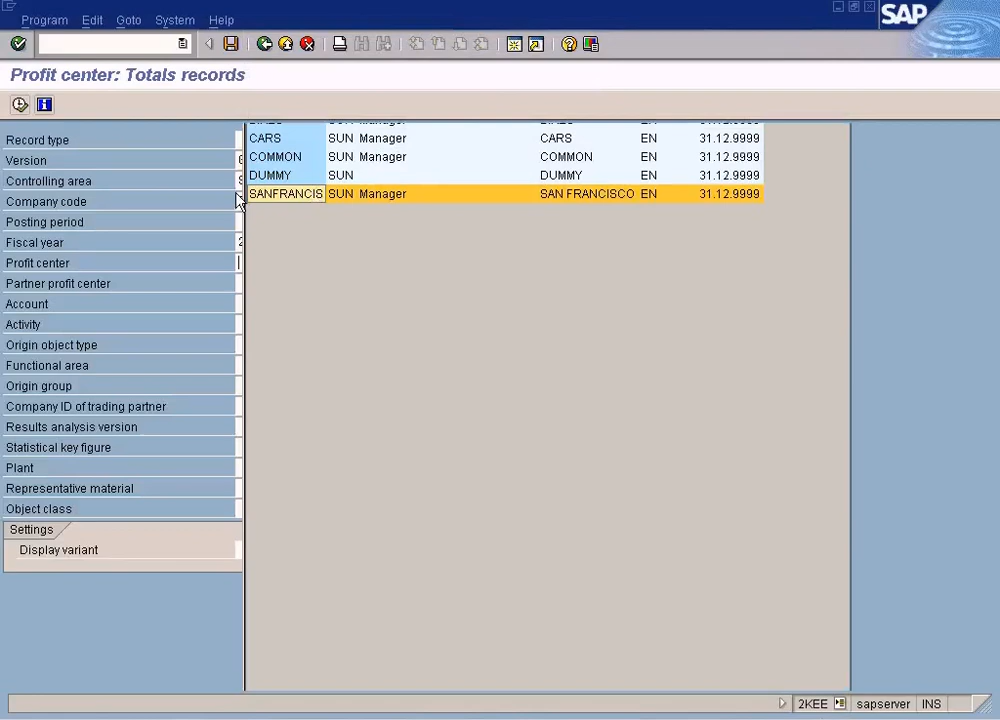 Program Edit Goto System Help
SAP
Profit center: Totals records
CARS SUN Manager CARS EN 31.12.9999
Record type
COMMON SUN Manager COMMON EN 31.12.9999
Version
DUMMY SUN DUMMY EN 31.12.9999
Controlling area
SANFRANCIS SUN Manager SAN FRANCISCO EN 31.12.9999
Company code
Posting period
Fiscal year 2
Profit center
Partner profit center
Account
Activity
Origin object type
Functional area
Origin group
Company ID of trading partner
Results analysis version
Statistical key figure
Plant
Representative material
Object class
Settings
Display variant
2KEE sapserver INS